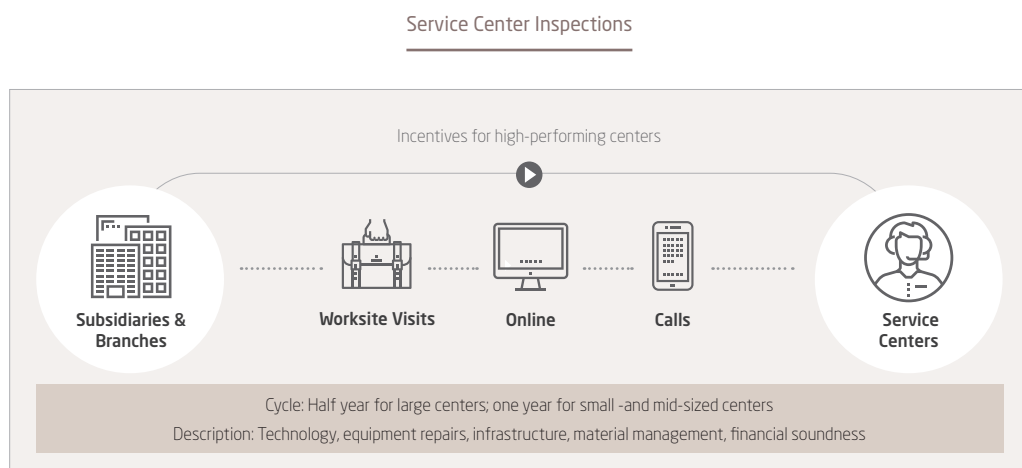 Service Center Inspections
Incentives for high-performing centers
Subsidiaries &
Branches
Worksite Visits
Online
Calls
Service
Centers
Cycle: Half year for large centers; one year for small -and mid-sized centers
Description: Technology, equipment repairs, infrastructure, material management, financial soundness